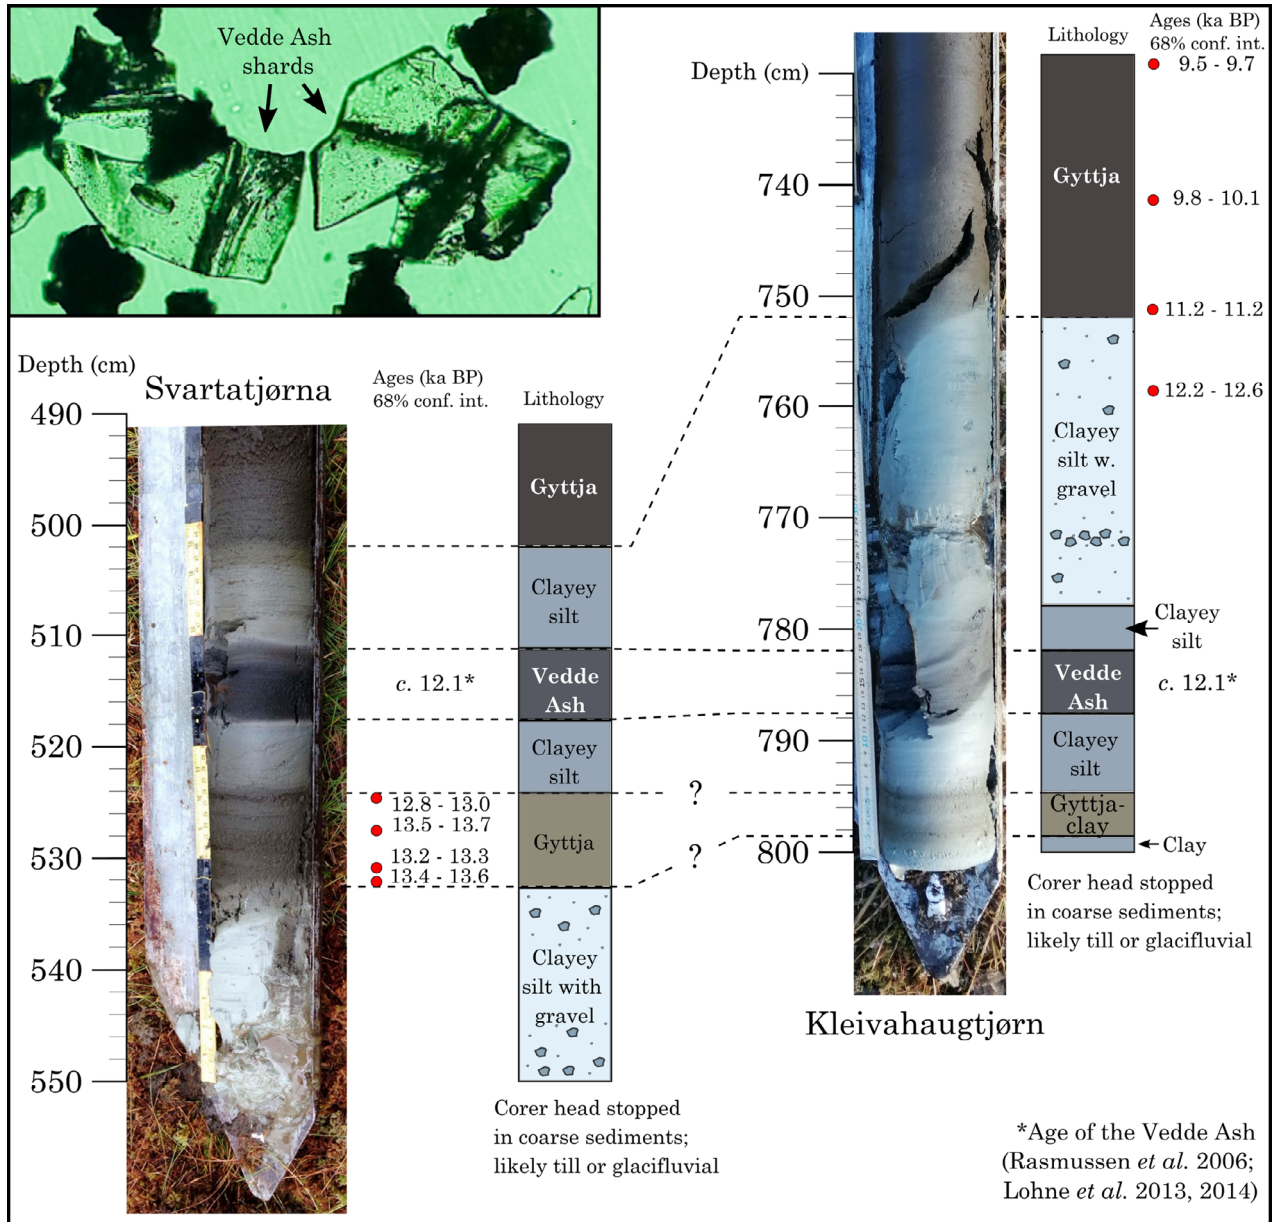 Vedde Ash
shards
Depth (cm)
Svartatjørna
Ages (ka BP)
68% conf. int.
Lithology
490
500
510
520
530
540
550
Gyttja
Clayey
silt
c. 12.1*
Vedde
Ash
Clayey
silt
12.8 - 13.0
13.5 - 13.7
13.2 - 13.3
13.4 - 13.6
Gyttja
Clayey
silt with
gravel
Corer head stopped
in coarse sediments;
likely till or glacifluvial
?
?
Depth (cm)
740
750
760
770
780
790
800
Kleivahaugtjørn
Lithology
Ages (ka BP)
68% conf. int.
9.5 - 9.7
Gyttja
9.8 - 10.1
11.2 - 11.2
12.2 - 12.6
Clayey
silt w.
gravel
Clayey
silt
Vedde
Ash
c. 12.1*
Clayey
silt
Gyttja-
clay
Clay
Corer head stopped
in coarse sediments;
likely till or glacifluvial
*Age of the Vedde Ash
(Rasmussen et al. 2006;
Lohne et al. 2013, 2014)